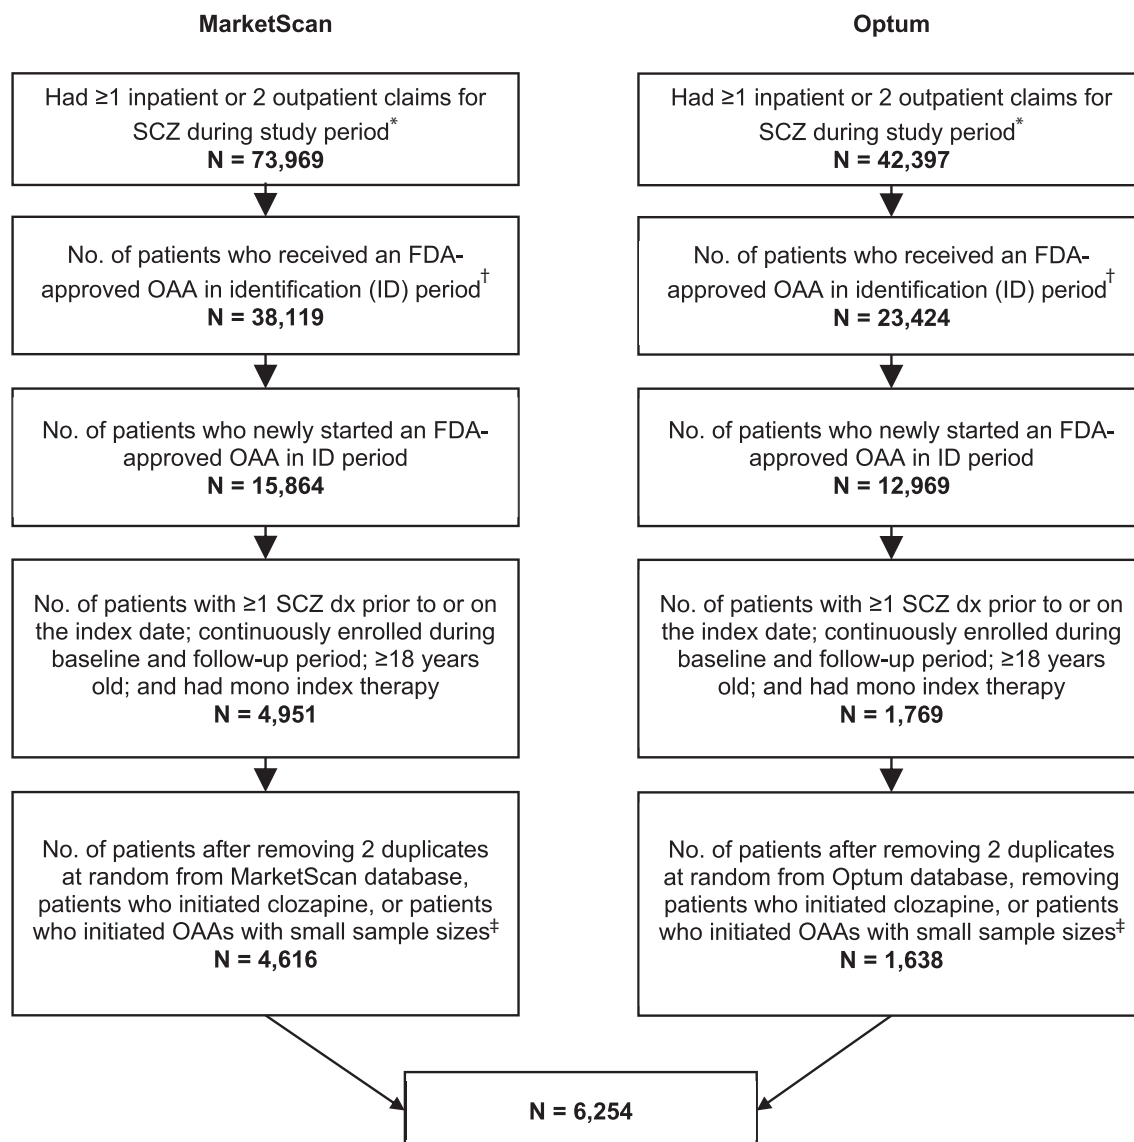 MarketScan
Had ≥1 inpatient or 2 outpatient claims for
SCZ during study period*
N = 73,969
No. of patients who received an FDA-
approved OAA in identification (ID) period†
N = 38,119
No. of patients who newly started an FDA-
approved OAA in ID period
N = 15,864
No. of patients with ≥1 SCZ dx prior to or on
the index date; continuously enrolled during
baseline and follow-up period; ≥18 years
old; and had mono index therapy
N = 4,951
No. of patients after removing 2 duplicates
at random from MarketScan database,
patients who initiated clozapine, or patients
who initiated OAAs with small sample sizes‡
N = 4,616
Optum
Had ≥1 inpatient or 2 outpatient claims for
SCZ during study period*
N = 42,397
No. of patients who received an FDA-
approved OAA in identification (ID) period†
N = 23,424
No. of patients who newly started an FDA-
approved OAA in ID period
N = 12,969
No. of patients with ≥1 SCZ dx prior to or on
the index date; continuously enrolled during
baseline and follow-up period; ≥18 years
old; and had mono index therapy
N = 1,769
No. of patients after removing 2 duplicates
at random from Optum database, removing
patients who initiated clozapine, or patients
who initiated OAAs with small sample sizes‡
N = 1,638
N = 6,254